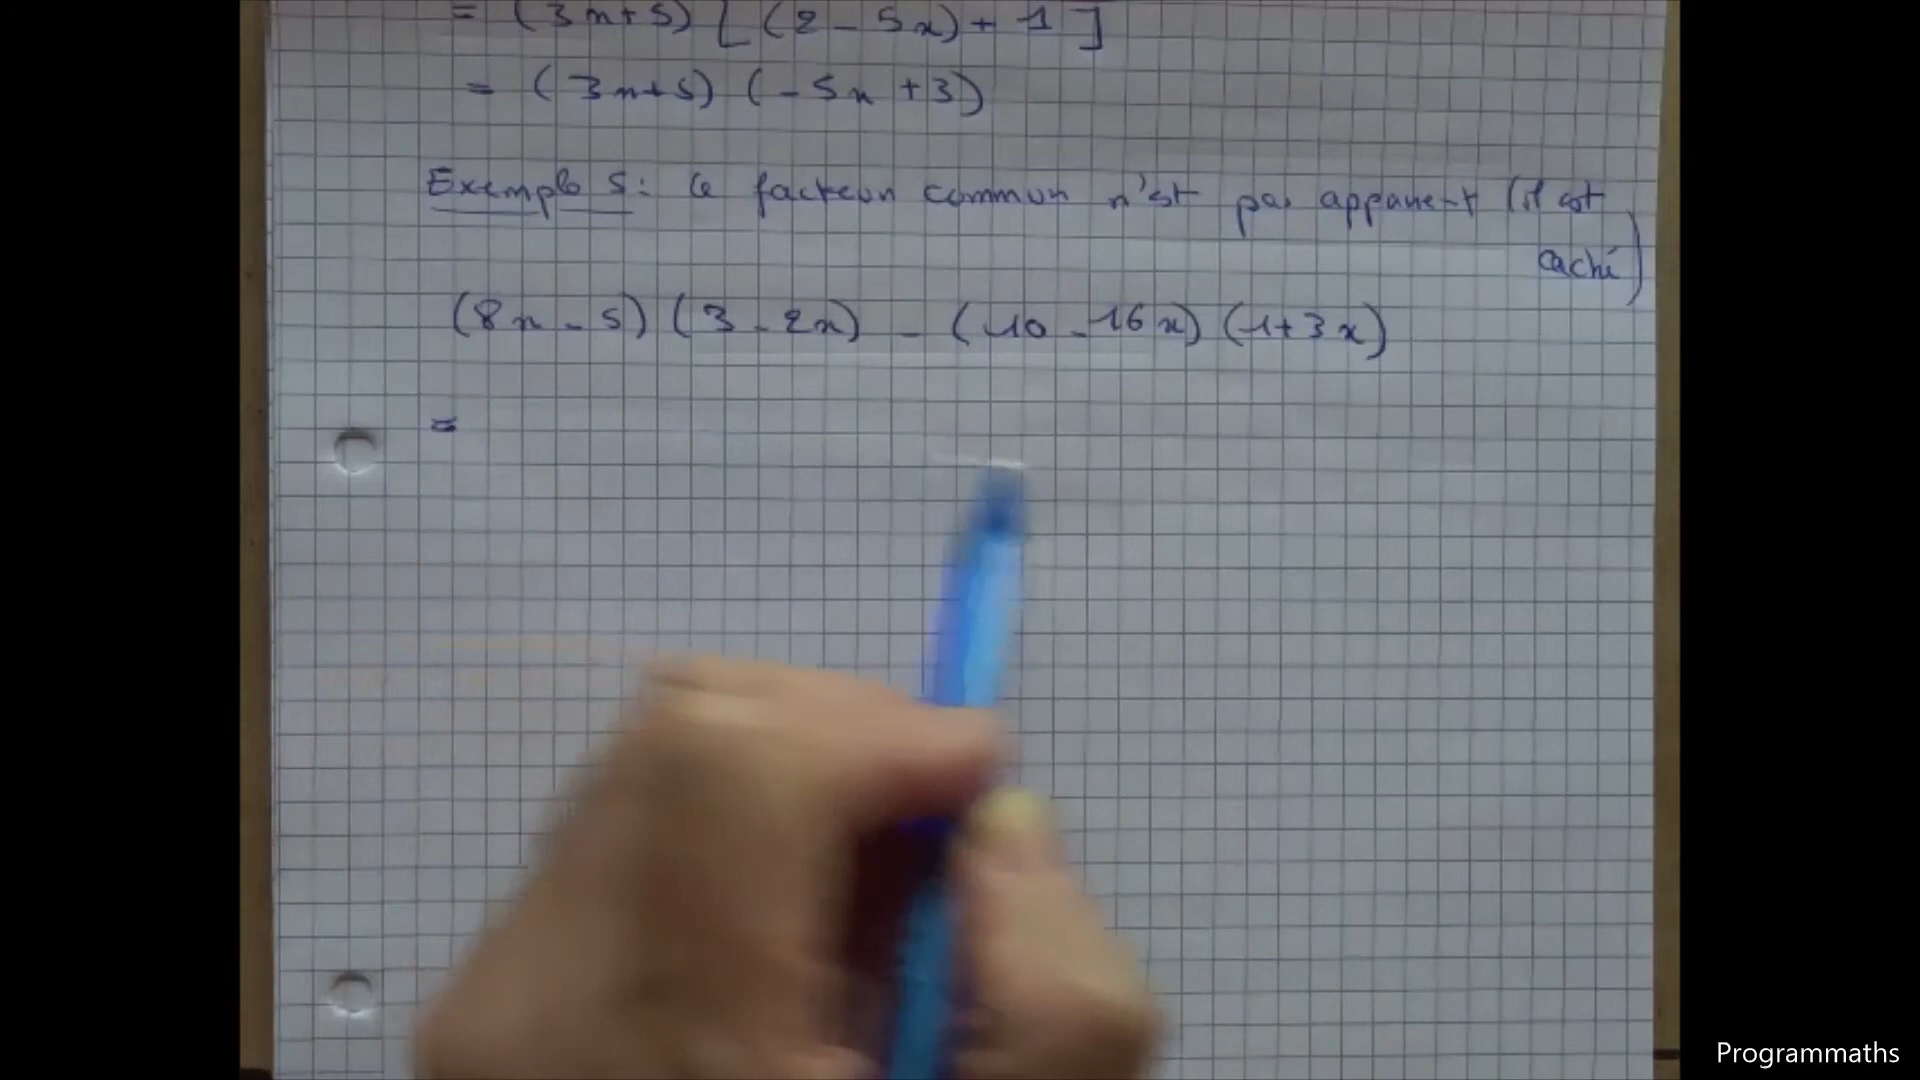 = (3x+5) [(2-5x)+1]
= (3x+5) (-5x+3)
Exemple 5: le facteur commun n'est pas apparent (il est
caché)
(8x-5)(3-2x) - (10-16x)(1+3x)
=
Programmaths